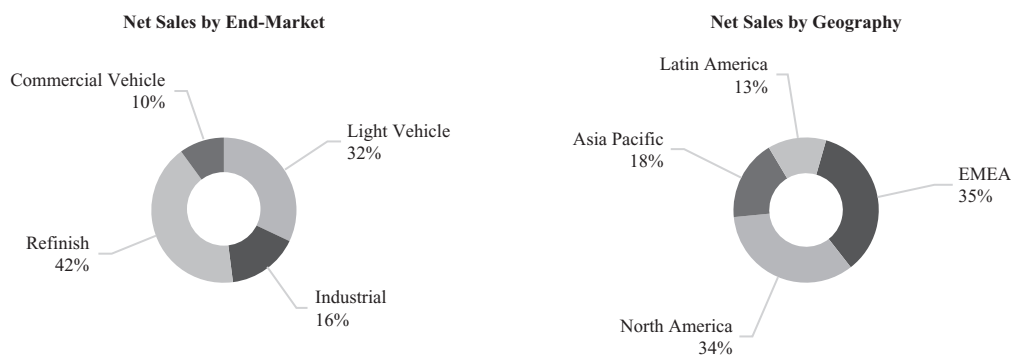 Net Sales by End-Market
Commercial Vehicle
10%
Light Vehicle
32%
Refinish
42%
Industrial
16%
Net Sales by Geography
Latin America
13%
Asia Pacific
18%
EMEA
35%
North America
34%